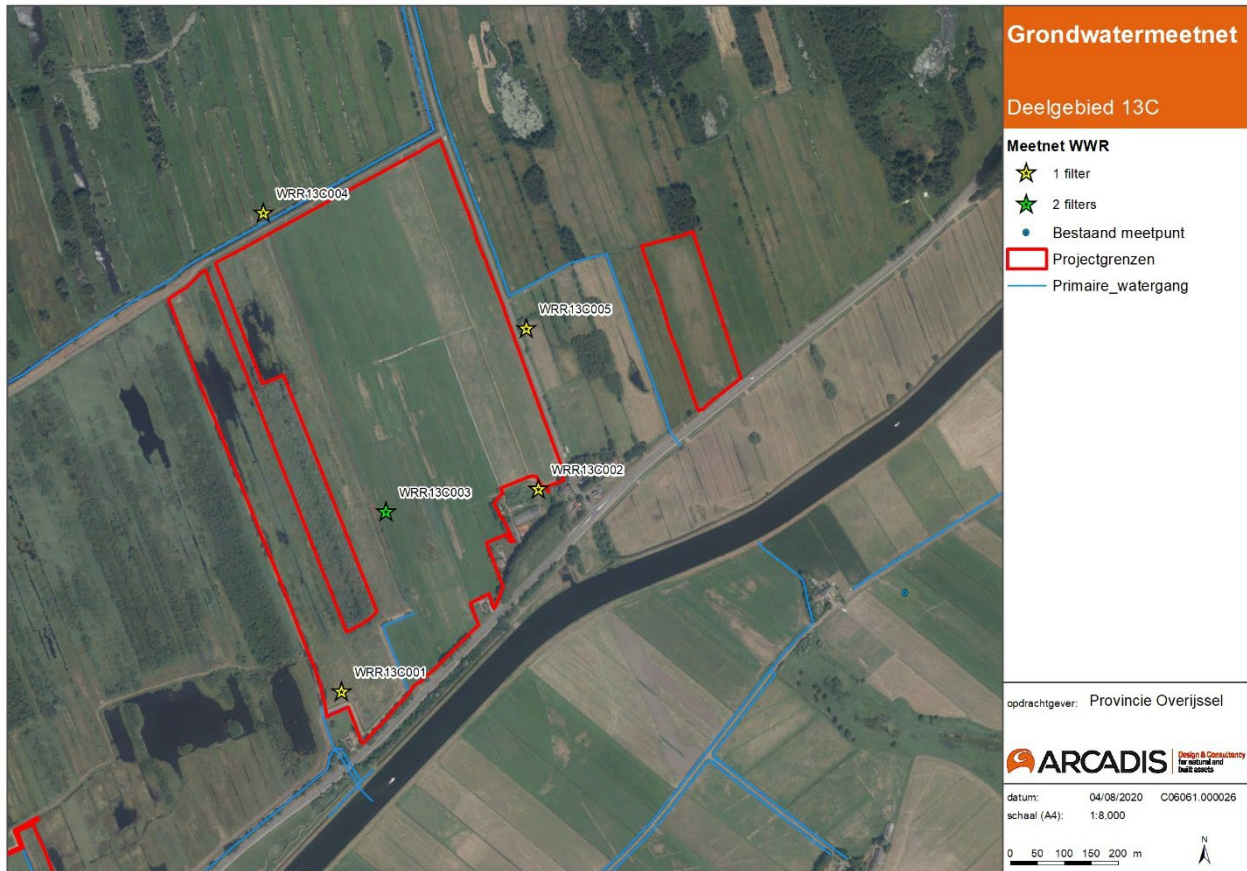 Grondwatermeetnet
Deelgebied 13C
Meetnet WWR
1 filter
2 filters
Bestaand meetpunt
Projectgrenzen
Primaire_watergang
WRR13C004
WRR13C005
WRR13C002
WRR13C003
WRR13C001
opdrachtgever: Provincie Overijssel
ARCADIS
Design & Consultancy
for natural and
built assets
datum: 04/08/2020 C06061.000026
schaal (A4): 1:8.000
0 50 100 150 200 m
N